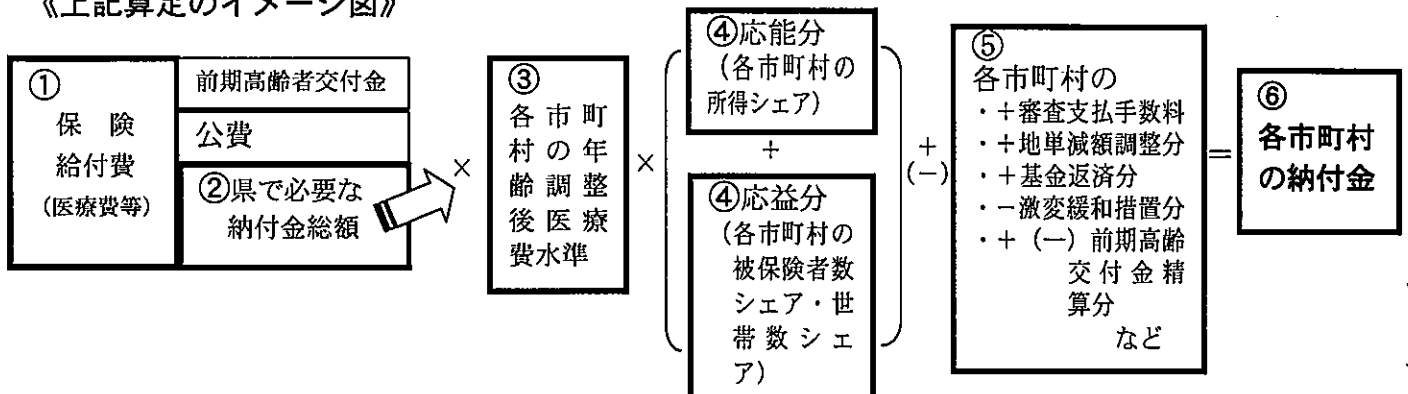 《上記算定のイメージ図》
①
保 険
給付費
(医療費等)
前期高齢者交付金
公費
②県で必要な
納付金総額
×
③
各市町
村の年
齢調整
後医療
費水準
×
④応能分
(各市町村の
所得シェア)
+
④応益分
(各市町村の
被保険者数
シェア・世
帯数シェ
ア)
+
(-)
⑤
各市町村の
・+審査支払手数料
・+地単減額調整分
・+基金返済分
・-激変緩和措置分
・+(-)前期高齢
交付金精
算分
など
=
⑥
各市町村
の納付金